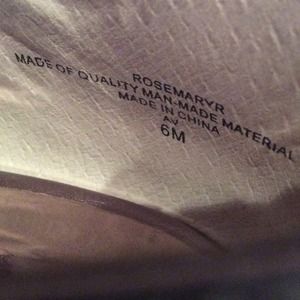 ROSEMARYR
MADE OF QUALITY MAN-MADE MATERIAL
MADE IN CHINA
AV
6M